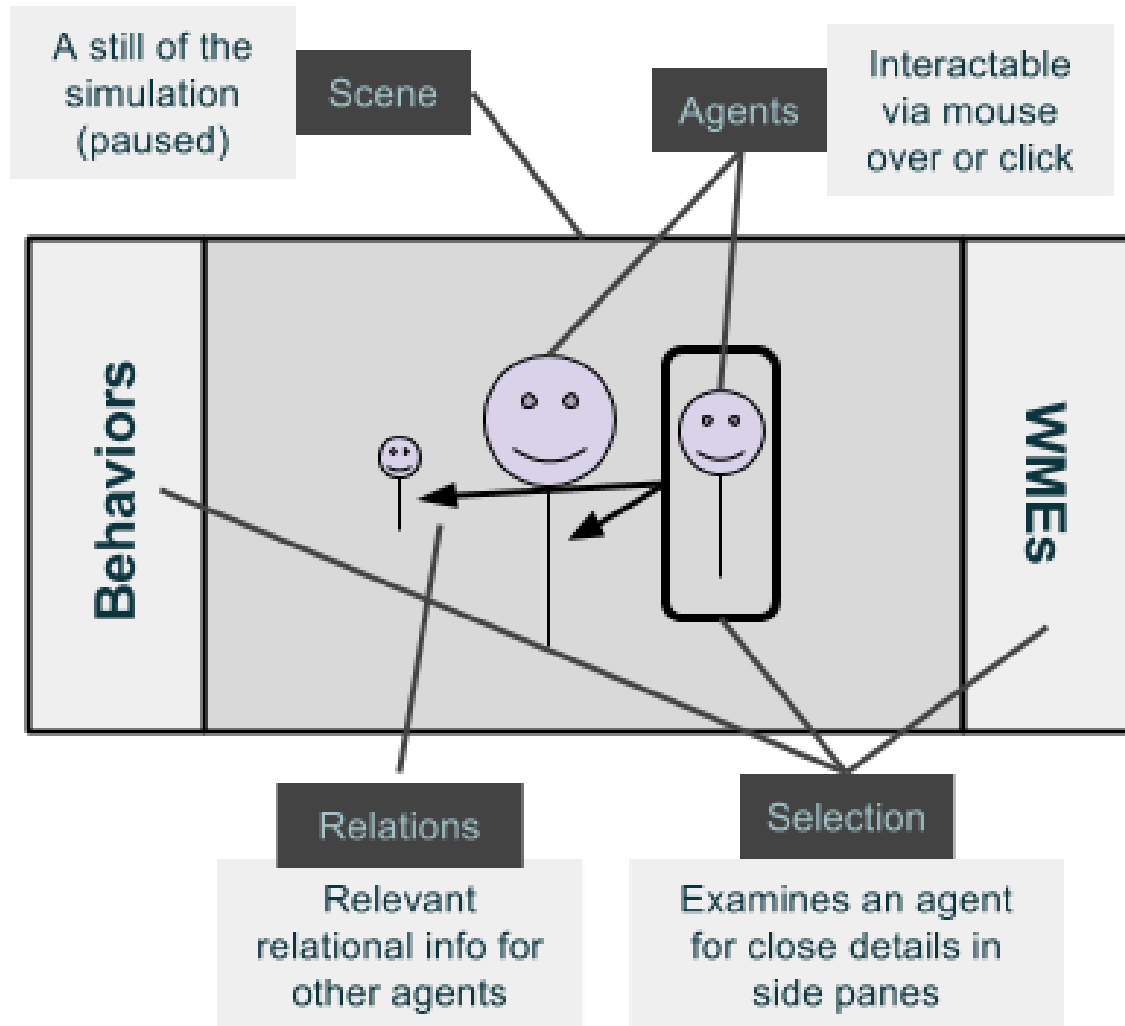 A still of the
simulation
(paused)
Scene
Agents
Interactable
via mouse
over or click
Behaviors
WMEs
Relations
Relevant
relational info for
other agents
Selection
Examines an agent
for close details in
side panes